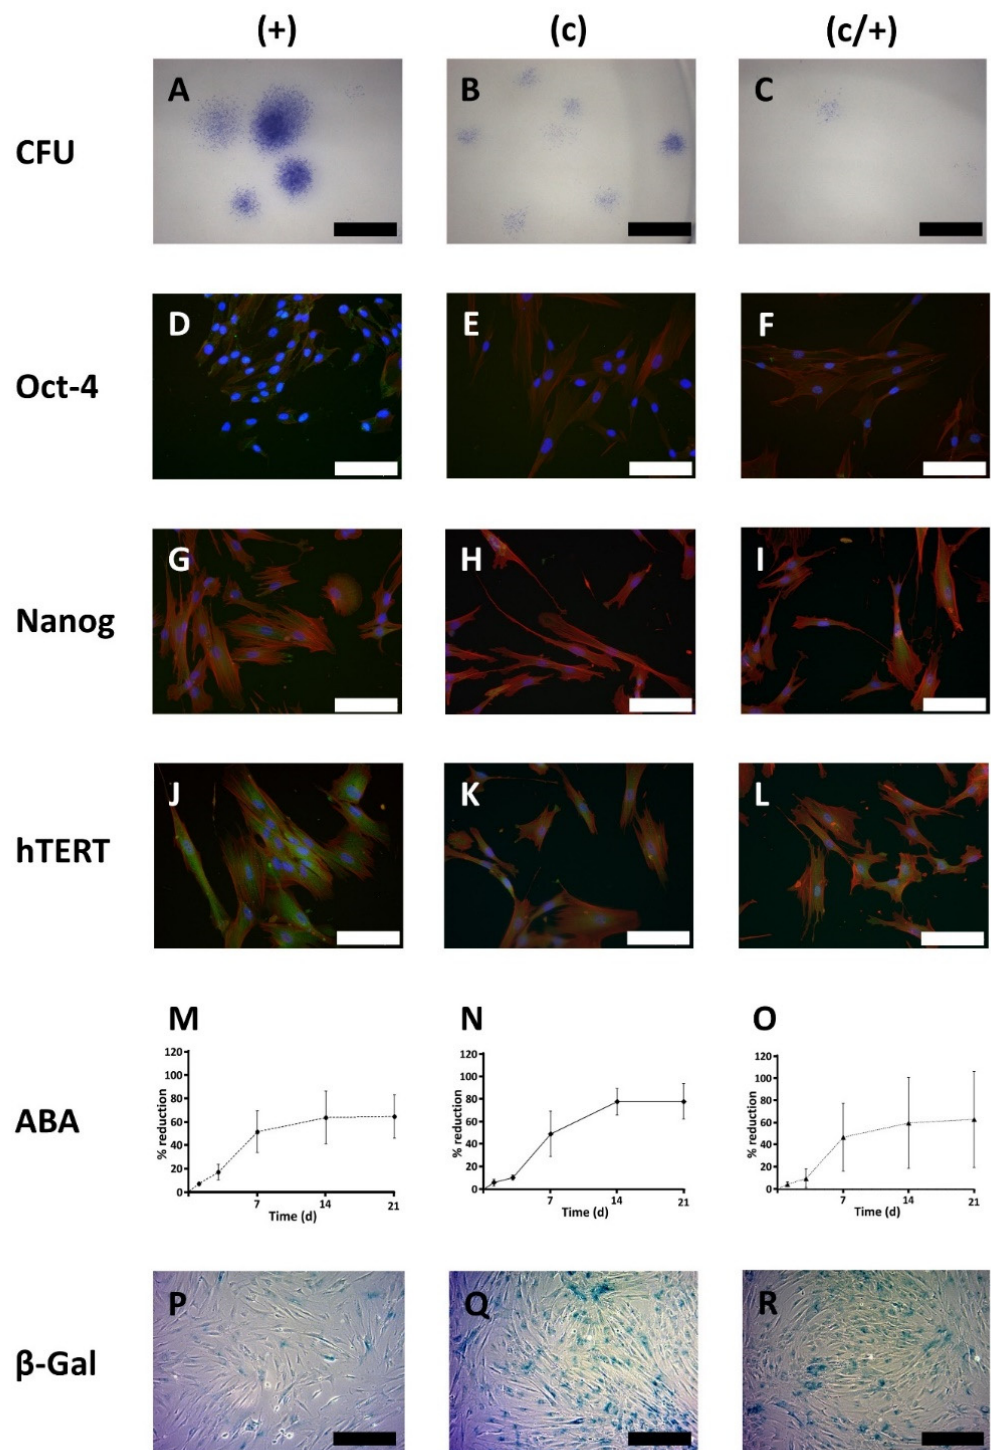 (+) (c) (c/+)
CFU A B C
Oct-4 D E F
Nanog G H I
hTERT J K L
M N O
ABA
120 100 80 60 40 20 0
% reduction
7 14 21
Time (d)
120 100 80 60 40 20 0
% reduction
7 14 21
Time (d)
120 100 80 60 40 20 0
% reduction
7 14 21
Time (d)
β-Gal P Q R